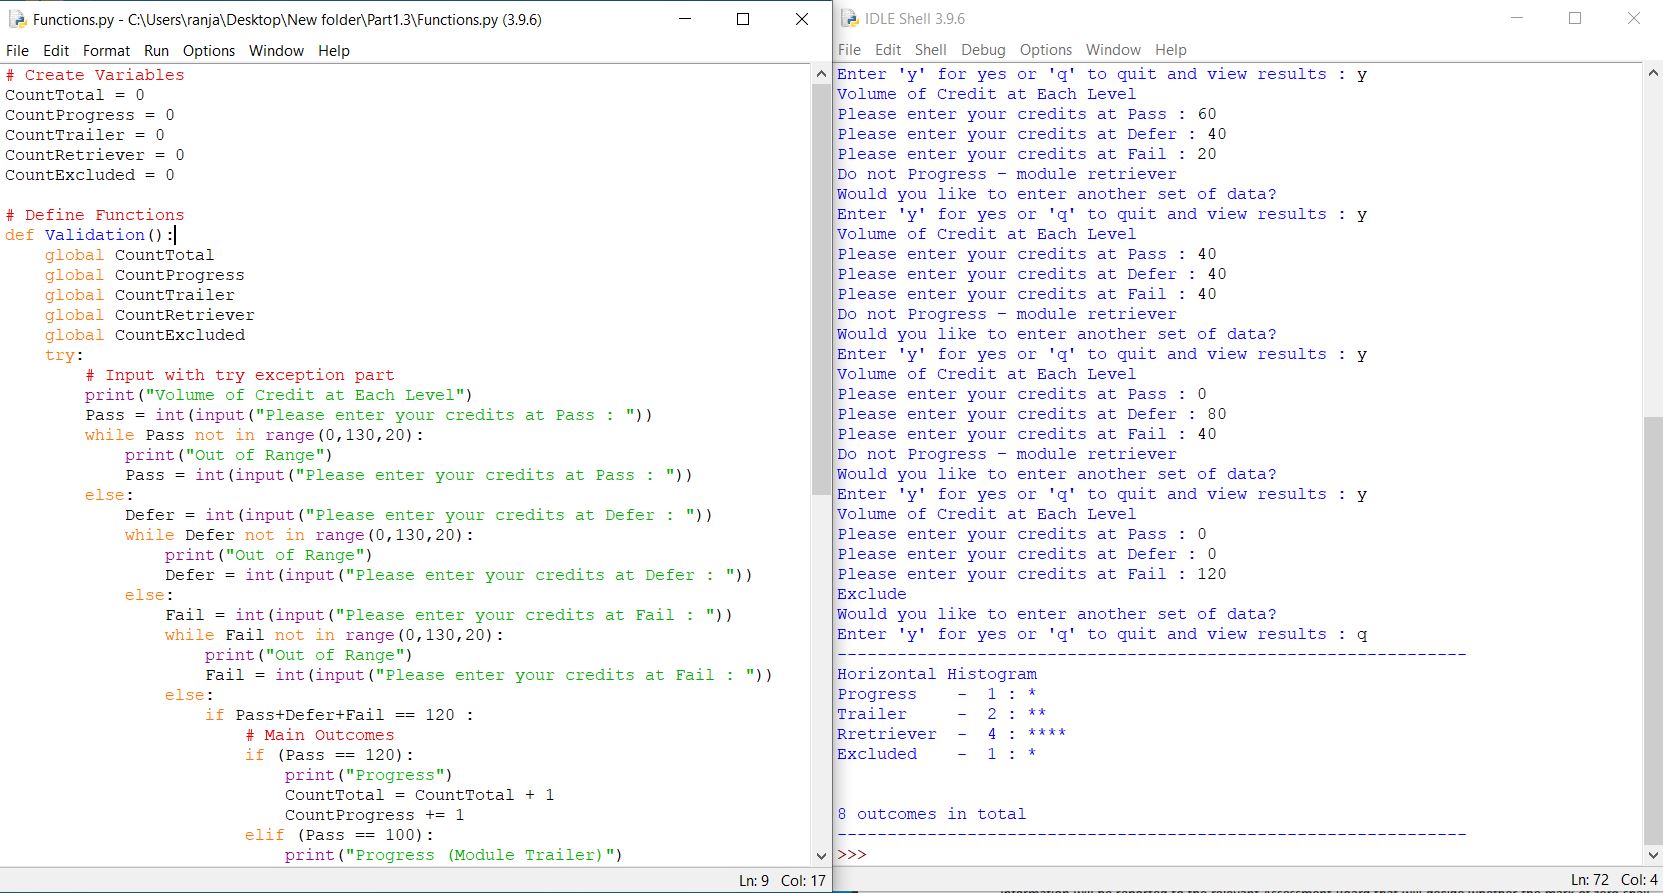 Functions.py - C:\Users\ranja\Desktop\New folder\Part1.3\Functions.py (3.9.6)
File Edit Format Run Options Window Help
# Create Variables
CountTotal = 0
CountProgress = 0
CountTrailer = 0
CountRetriever = 0
CountExcluded = 0
# Define Functions
def Validation():
    global CountTotal
    global CountProgress
    global CountTrailer
    global CountRetriever
    global CountExcluded
    try:
        # Input with try exception part
        print("Volume of Credit at Each Level")
        Pass = int(input("Please enter your credits at Pass : "))
        while Pass not in range(0,130,20):
            print("Out of Range")
            Pass = int(input("Please enter your credits at Pass : "))
        else:
            Defer = int(input("Please enter your credits at Defer : "))
            while Defer not in range(0,130,20):
                print("Out of Range")
                Defer = int(input("Please enter your credits at Defer : "))
            else:
                Fail = int(input("Please enter your credits at Fail : "))
                while Fail not in range(0,130,20):
                    print("Out of Range")
                    Fail = int(input("Please enter your credits at Fail : "))
                else:
                    if Pass+Defer+Fail == 120 :
                        # Main Outcomes
                        if (Pass == 120):
                            print("Progress")
                            CountTotal = CountTotal + 1
                            CountProgress += 1
                        elif (Pass == 100):
                            print("Progress (Module Trailer)")
Ln: 9 Col: 17
IDLE Shell 3.9.6
File Edit Shell Debug Options Window Help
Enter 'y' for yes or 'q' to quit and view results : y
Volume of Credit at Each Level
Please enter your credits at Pass : 60
Please enter your credits at Defer : 40
Please enter your credits at Fail : 20
Do not Progress – module retriever
Would you like to enter another set of data?
Enter 'y' for yes or 'q' to quit and view results : y
Volume of Credit at Each Level
Please enter your credits at Pass : 40
Please enter your credits at Defer : 40
Please enter your credits at Fail : 40
Do not Progress – module retriever
Would you like to enter another set of data?
Enter 'y' for yes or 'q' to quit and view results : y
Volume of Credit at Each Level
Please enter your credits at Pass : 0
Please enter your credits at Defer : 80
Please enter your credits at Fail : 40
Do not Progress – module retriever
Would you like to enter another set of data?
Enter 'y' for yes or 'q' to quit and view results : y
Volume of Credit at Each Level
Please enter your credits at Pass : 0
Please enter your credits at Defer : 0
Please enter your credits at Fail : 120
Exclude
Would you like to enter another set of data?
Enter 'y' for yes or 'q' to quit and view results : q
---------------------------------------------------------------
Horizontal Histogram
Progress    -  1 : *
Trailer     -  2 : **
Rretriever  -  4 : ****
Excluded    -  1 : *
8 outcomes in total
---------------------------------------------------------------
>>>
Ln: 72 Col: 4